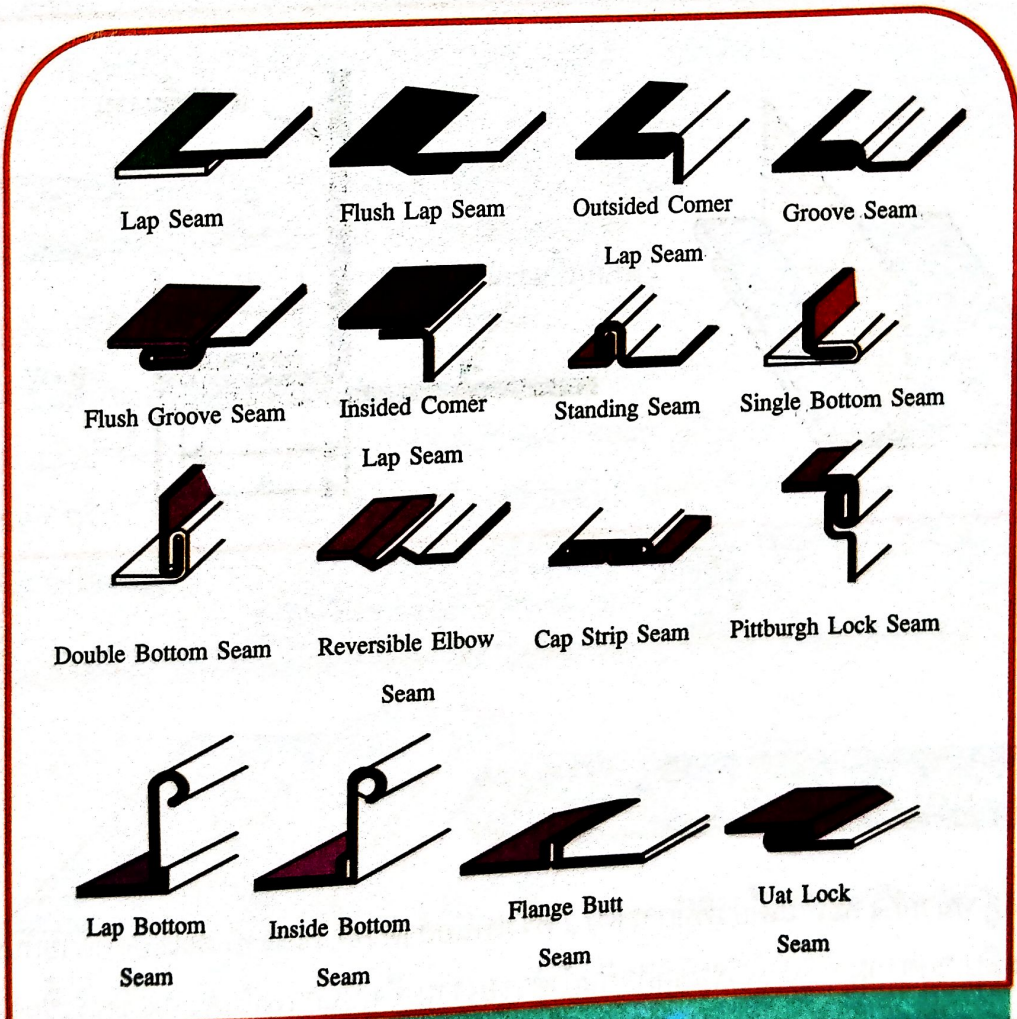 Lap Seam
Flush Lap Seam
Outsided Comer
Lap Seam
Groove Seam
Flush Groove Seam
Insided Comer
Lap Seam
Standing Seam
Single Bottom Seam
Double Bottom Seam
Reversible Elbow
Seam
Cap Strip Seam
Pittburgh Lock Seam
Lap Bottom
Seam
Inside Bottom
Seam
Flange Butt
Seam
Uat Lock
Seam